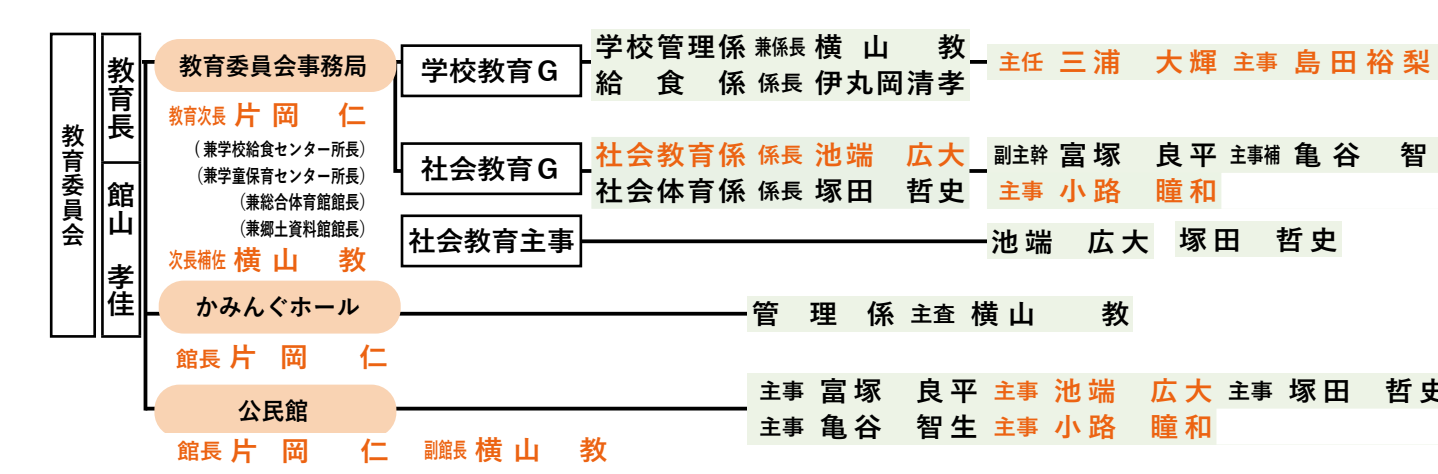 教育委員会
教育長
館山 孝佳
教育委員会事務局
教育次長 片岡 仁
(兼学校給食センター所長)
(兼学童保育センター所長)
(兼総合体育館館長)
(兼郷土資料館館長)
次長補佐 横山 教
学校教育G
学校管理係 兼係長 横山 教
給食係 係長 伊丸岡清孝
主任 三浦 大輝 主事 島田裕梨
社会教育G
社会教育係 係長 池端 広大
社会体育係 係長 塚田 哲史
副主幹 富塚 良平 主事補 亀谷 智
主事 小路 瞳和
社会教育主事
池端 広大 塚田 哲史
かみんぐホール
館長 片岡 仁
管理係 主査 横山 教
公民館
館長 片岡 仁 副館長 横山 教
主事 富塚 良平 主事 池端 広大 主事 塚田 哲史
主事 亀谷 智生 主事 小路 瞳和